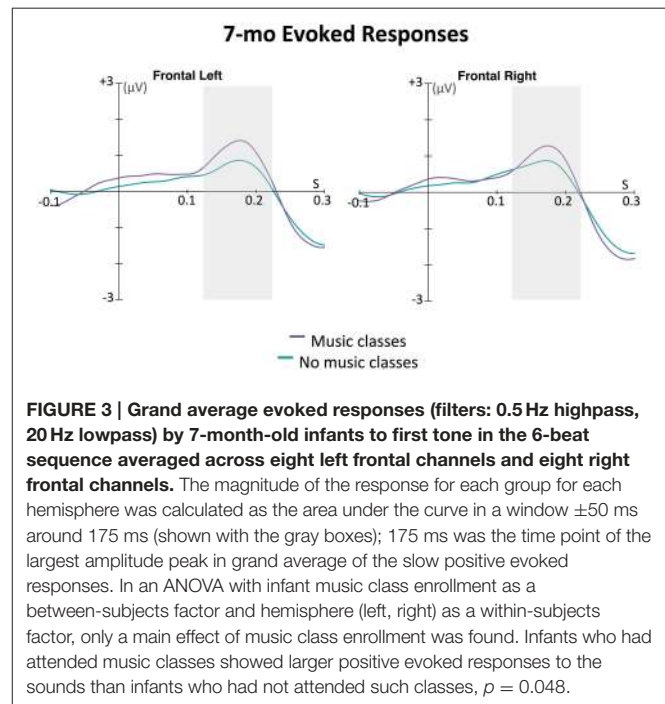 7-mo Evoked Responses
Frontal Left
Frontal Right
+3
(μV)
-0.1
0.1
0.2
0.3
S
-3
+3
(μV)
-0.1
0.1
0.2
0.3
S
-3
Music classes
No music classes
FIGURE 3 | Grand average evoked responses (filters: 0.5 Hz highpass,
20 Hz lowpass) by 7-month-old infants to first tone in the 6-beat
sequence averaged across eight left frontal channels and eight right
frontal channels. The magnitude of the response for each group for each
hemisphere was calculated as the area under the curve in a window ±50 ms
around 175 ms (shown with the gray boxes); 175 ms was the time point of the
largest amplitude peak in grand average of the slow positive evoked
responses. In an ANOVA with infant music class enrollment as a
between-subjects factor and hemisphere (left, right) as a within-subjects
factor, only a main effect of music class enrollment was found. Infants who had
attended music classes showed larger positive evoked responses to the
sounds than infants who had not attended such classes, p = 0.048.